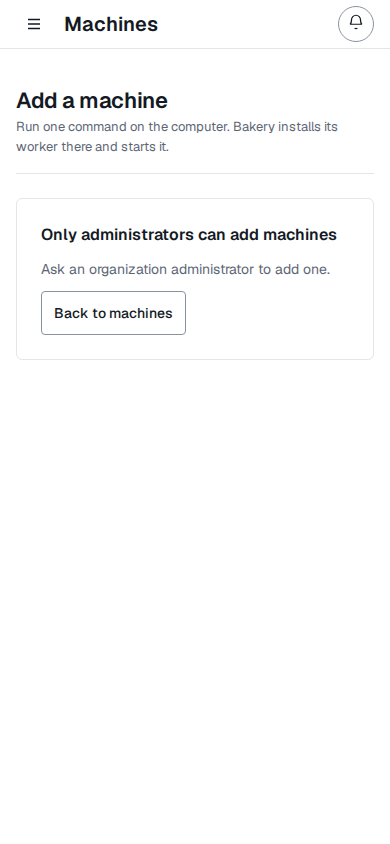 Machines
Add a machine
Run one command on the computer. Bakery installs its
worker there and starts it.
Only administrators can add machines
Ask an organization administrator to add one.
Back to machines